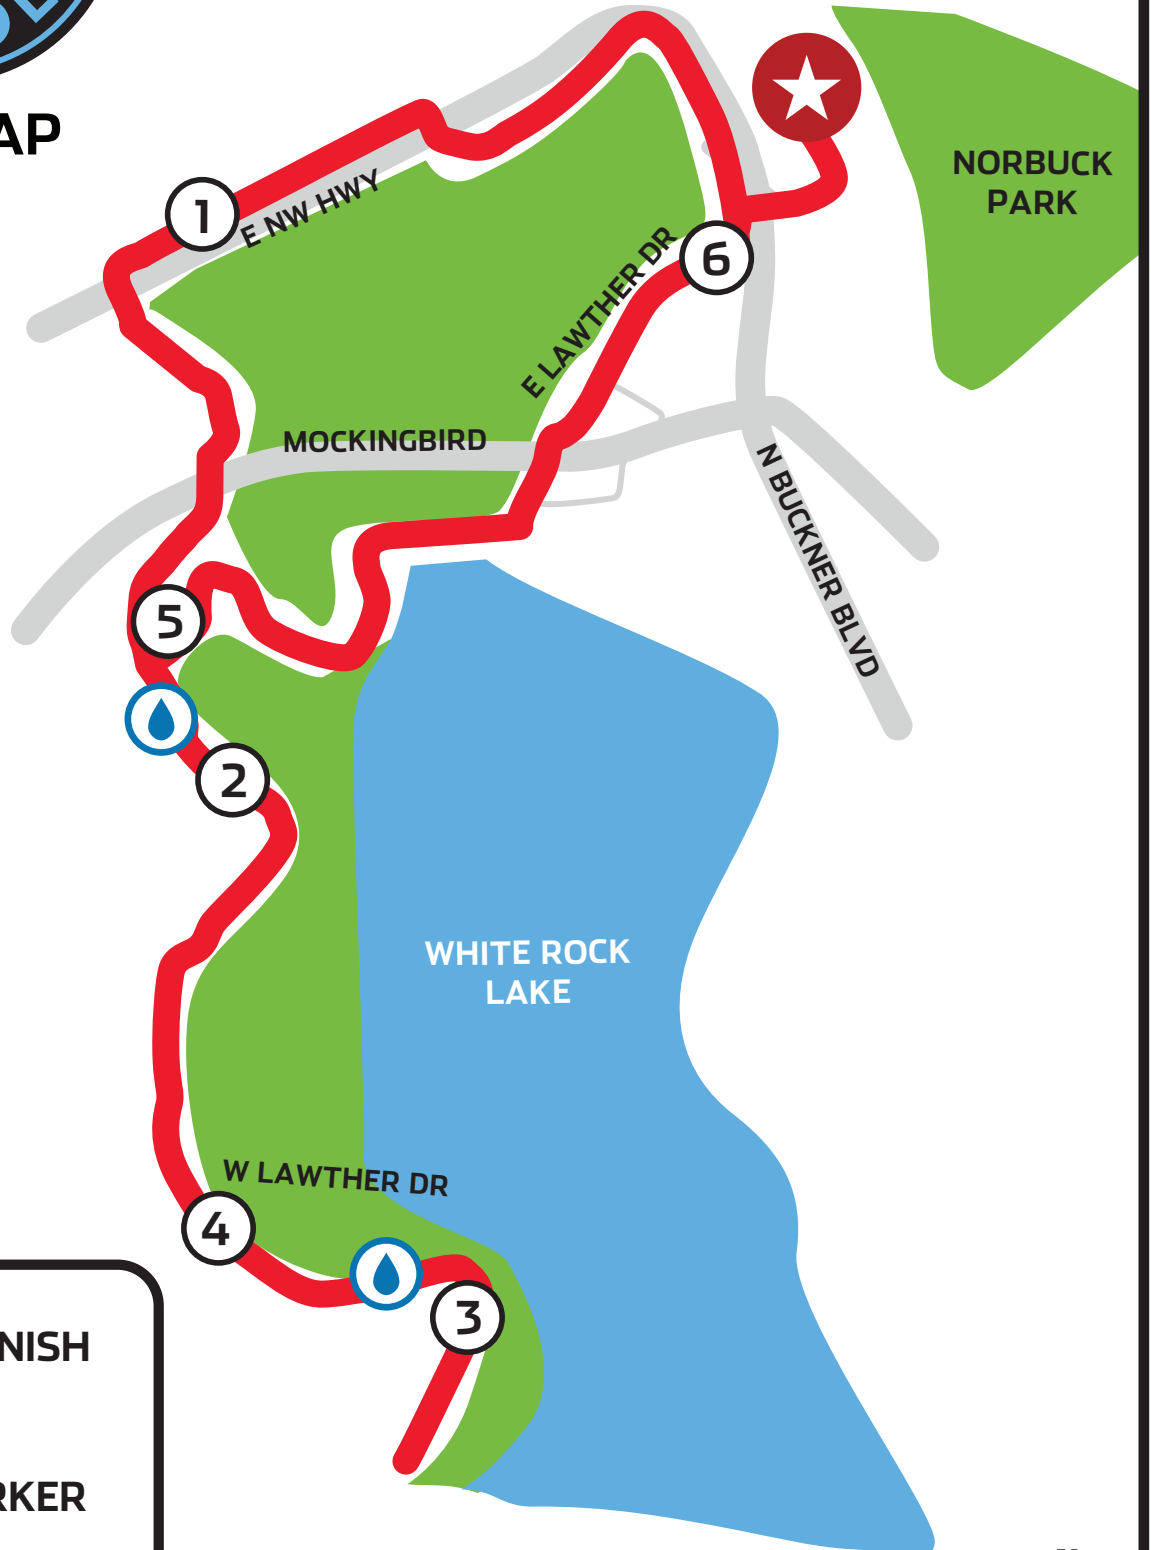 AP
NORBUCK
PARK
1
E NW HWY
6
E LAWTHER DR
MOCKINGBIRD
N BUCKNER BLVD
5
2
WHITE ROCK
LAKE
W LAWTHER DR
4
3
NISH
RKER